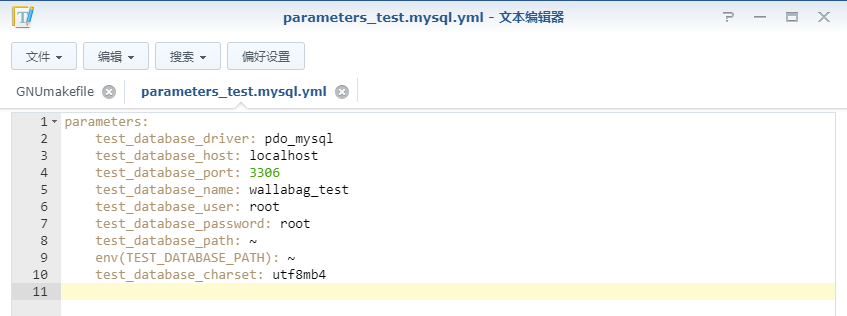 parameters_test.mysql.yml - 文本编辑器
文件 编辑 搜索 偏好设置
GNUmakefile parameters_test.mysql.yml
1 parameters:
2     test_database_driver: pdo_mysql
3     test_database_host: localhost
4     test_database_port: 3306
5     test_database_name: wallabag_test
6     test_database_user: root
7     test_database_password: root
8     test_database_path: ~
9     env(TEST_DATABASE_PATH): ~
10     test_database_charset: utf8mb4
11